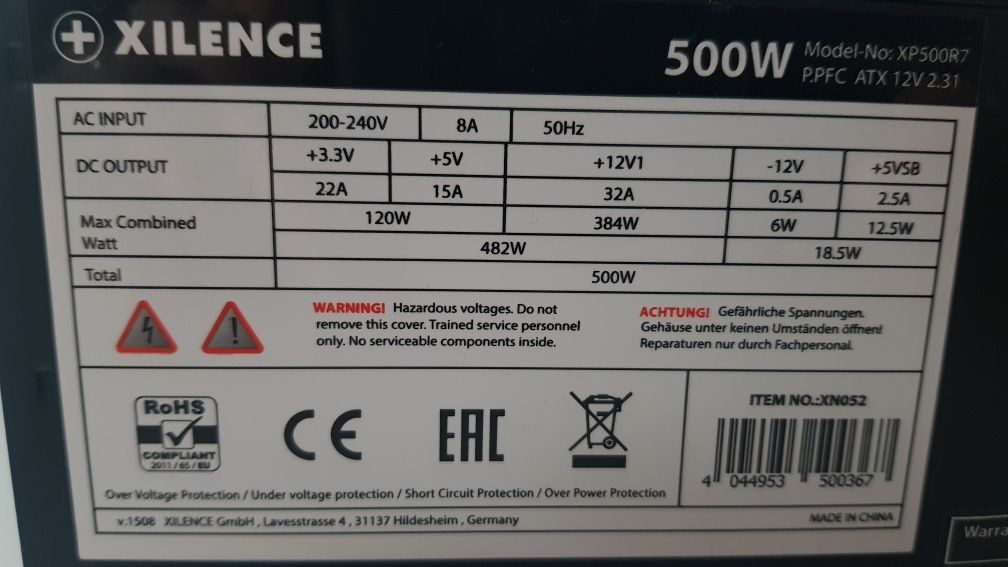 XILENCE
500W
Model-No: XP500R7
P.PFC ATX 12V 2.31
AC INPUT 200-240V 8A 50Hz
DC OUTPUT +3.3V +5V +12V1 -12V +5VSB
22A 15A 32A 0.5A 2.5A
Max Combined Watt 120W 384W 6W 12.5W
482W 18.5W
Total 500W
WARNING! Hazardous voltages. Do not
remove this cover. Trained service personnel
only. No serviceable components inside.
ACHTUNG! Gefährliche Spannungen.
Gehäuse unter keinen Umständen öffnen!
Reparaturen nur durch Fachpersonal.
RoHS
COMPLIANT
2011/65/EU
CE
EAC
ITEM NO.:XN052
4 044953 500367
Over Voltage Protection / Under voltage protection / Short Circuit Protection / Over Power Protection
v.1508 XILENCE GmbH, Lavesstrasse 4, 31137 Hildesheim, Germany
MADE IN CHINA